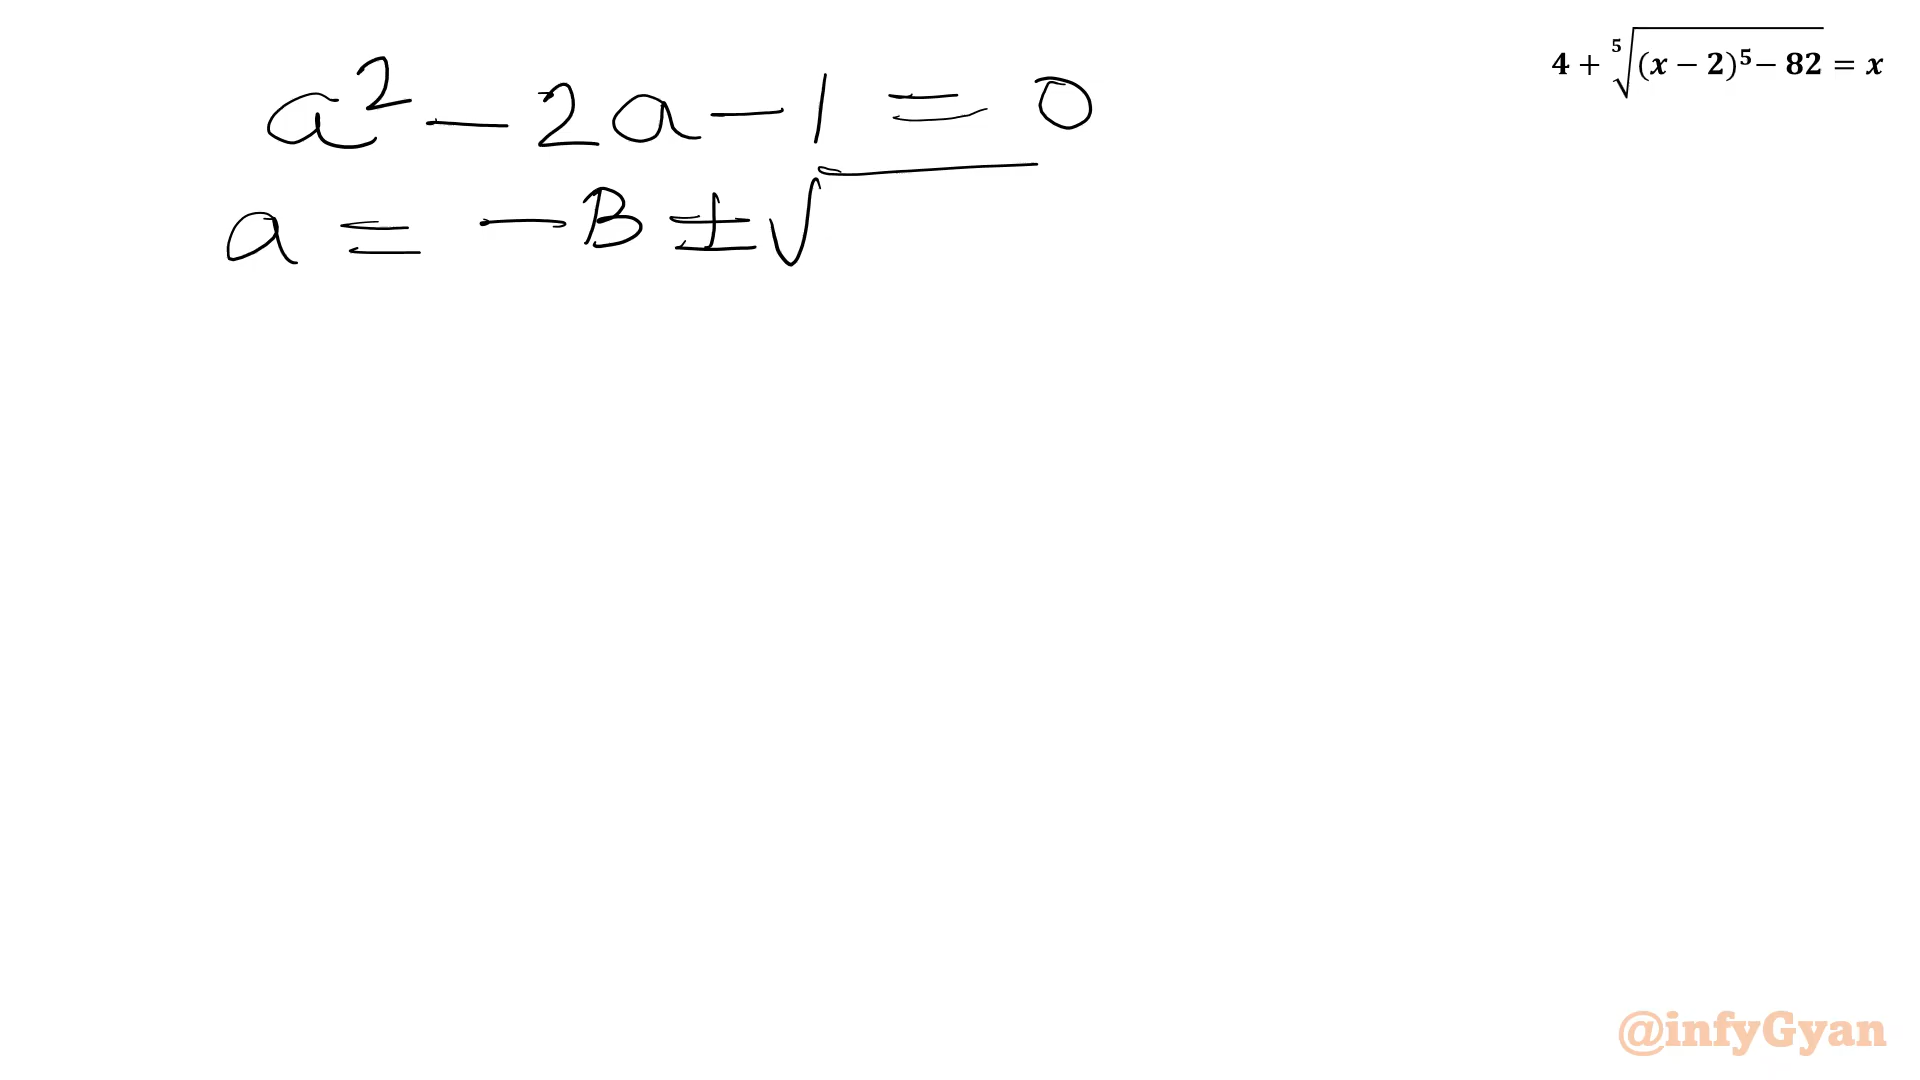 4 + ⁵√((x − 2)⁵ − 82) = x
a² − 2a − 1 = 0
a = − B ± √
@infyGyan